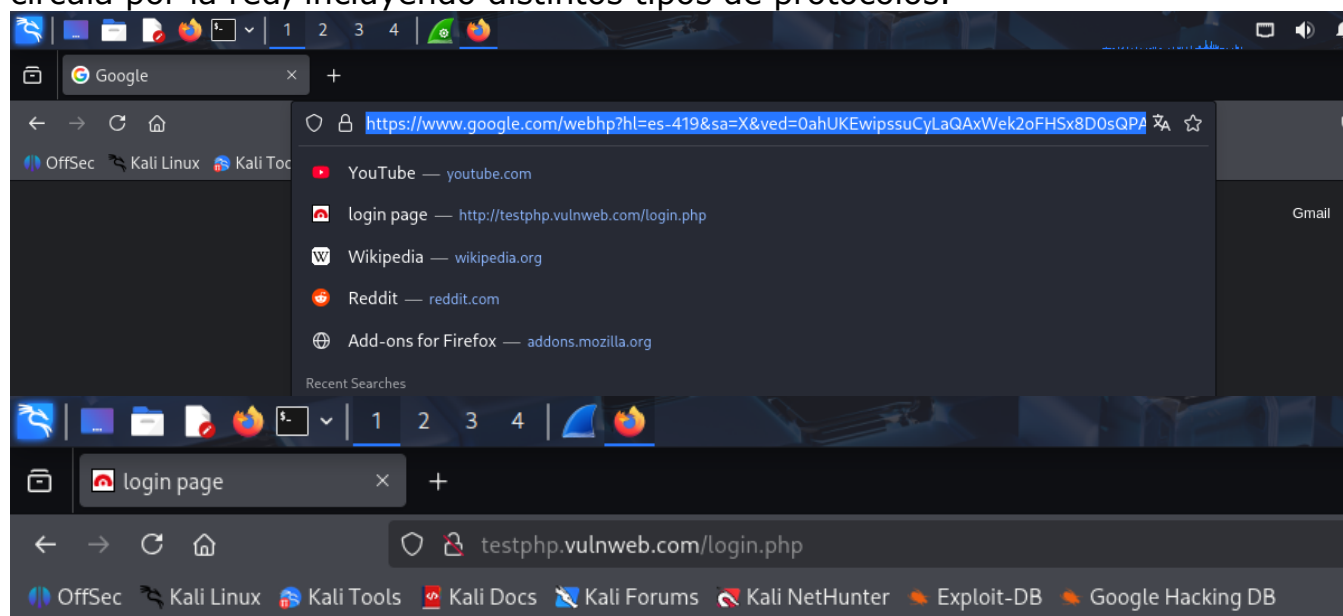 circula por la red, incluyendo distintos tipos de protocolos.
1 2 3 4
Google
https://www.google.com/webhp?hl=es-419&sa=X&ved=0ahUKEwipssuCyLaQAxWek2oFHSx8D0sQPA
OffSec Kali Linux Kali Too
YouTube — youtube.com
Gmail
login page — http://testphp.vulnweb.com/login.php
Wikipedia — wikipedia.org
Reddit — reddit.com
Add-ons for Firefox — addons.mozilla.org
Recent Searches
1 2 3 4
login page
testphp.vulnweb.com/login.php
OffSec Kali Linux Kali Tools Kali Docs Kali Forums Kali NetHunter Exploit-DB Google Hacking DB